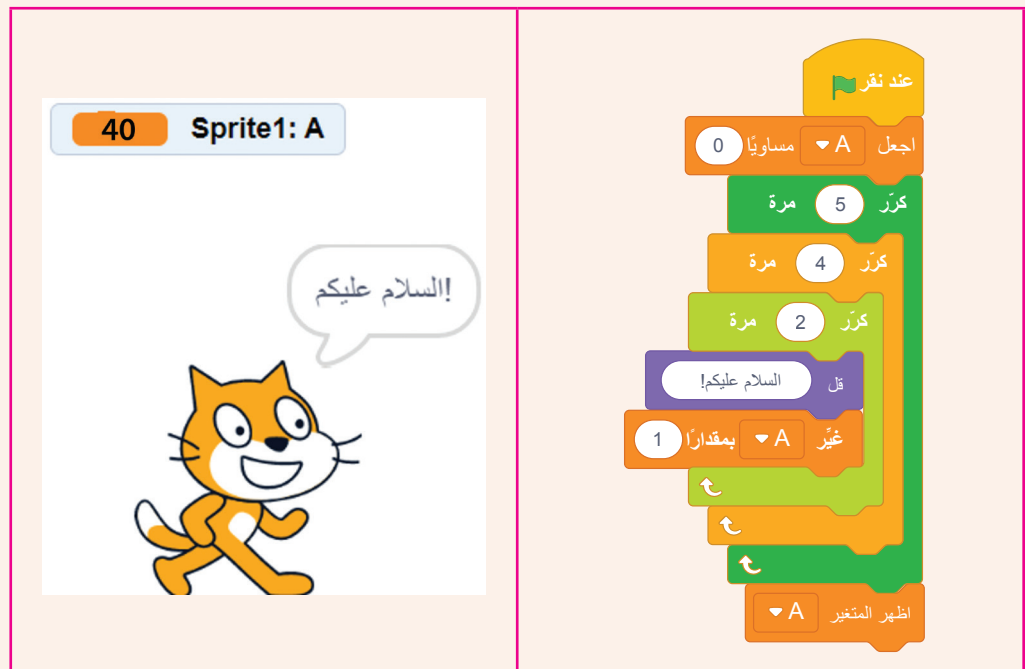 عند نقر
اجعل A مساويًا 0
كرّر 5 مرة
كرّر 4 مرة
كرّر 2 مرة
قل السلام عليكم!
غيِّر A بمقدارًا 1
اظهر المتغير A
40 Sprite1: A
السلام عليكم!